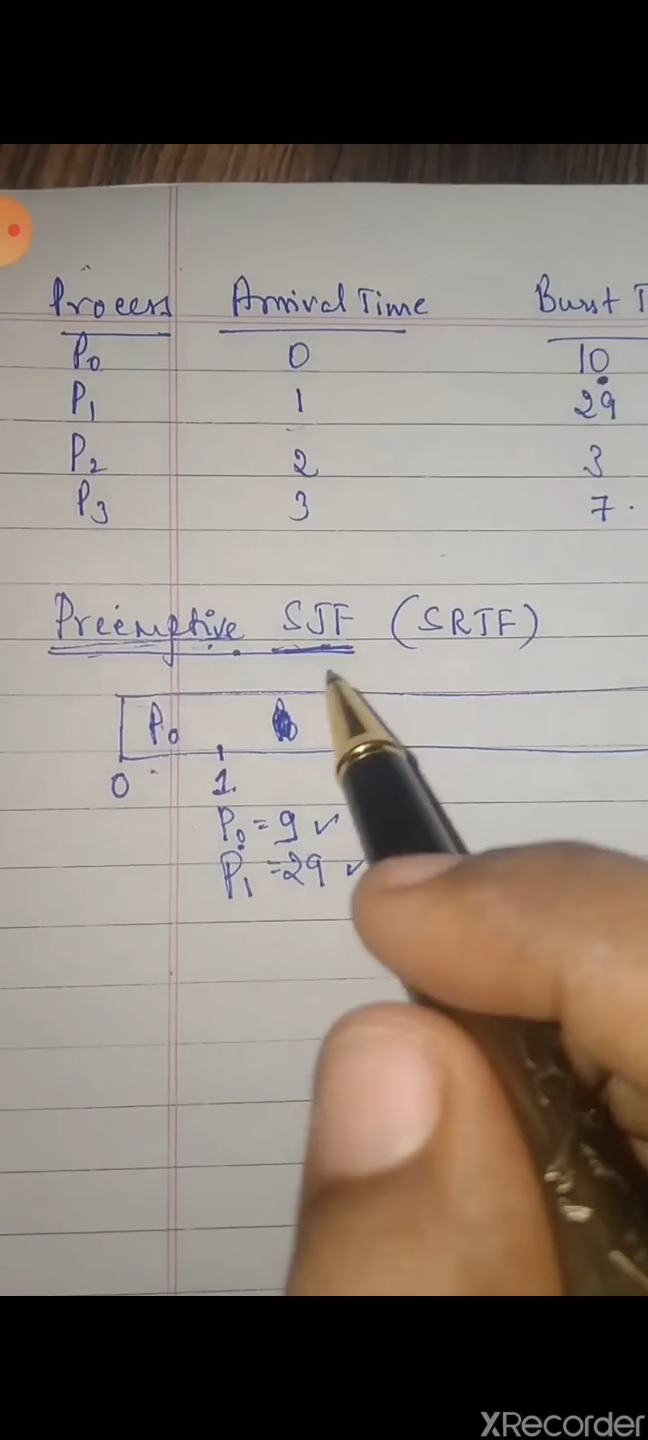 Process Arrival Time Burst T
P0 0 10
P1 1 29
P2 2 3
P3 3 7.
Preemptive SJF (SRTF)
P0
0 1.
P0 = 9 ✓
P1 = 29 ✓
XRecorder